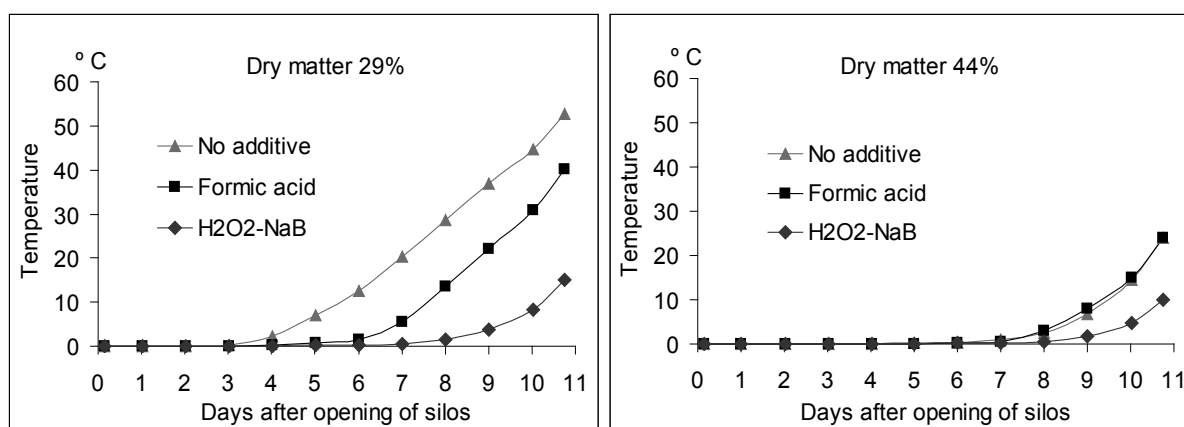 º C
Dry matter 29%
60
50
40
30
20
10
0
Temperature
No additive
Formic acid
H2O2-NaB
0 1 2 3 4 5 6 7 8 9 10 11
Days after opening of silos
º C
Dry matter 44%
60
50
40
30
20
10
0
Temperature
No additive
Formic acid
H2O2-NaB
0 1 2 3 4 5 6 7 8 9 10 11
Days after opening of silos